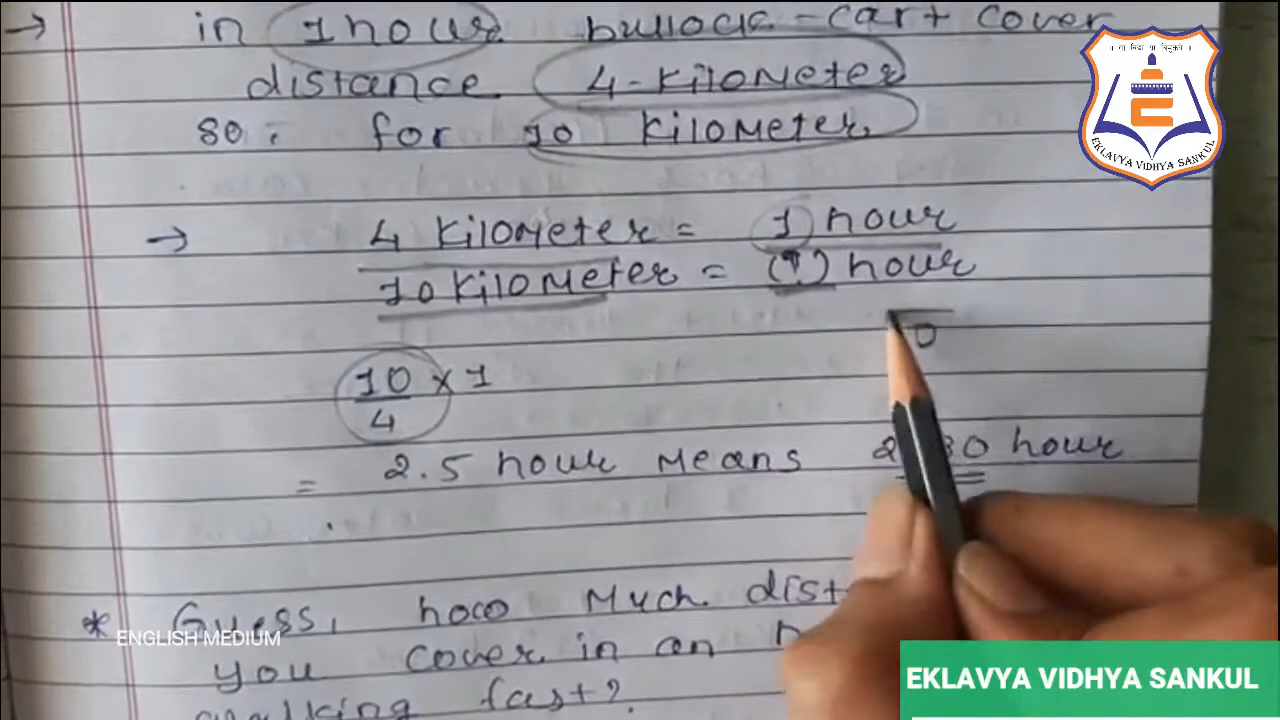 → in 1 hour bullock-cart cover
distance 4-kilometer
so, for 10 kilometer.
→ 4 kilometer = 1 hour
10 kilometer = (?) hour
10 × 1
4
= 2.5 hour means 2:30 hour
* Guess, how Much dist
you cover in an h
walking fast?
ENGLISH MEDIUM
EKLAVYA VIDHYA SANKUL
EKLAVYA VIDHYA SANKUL